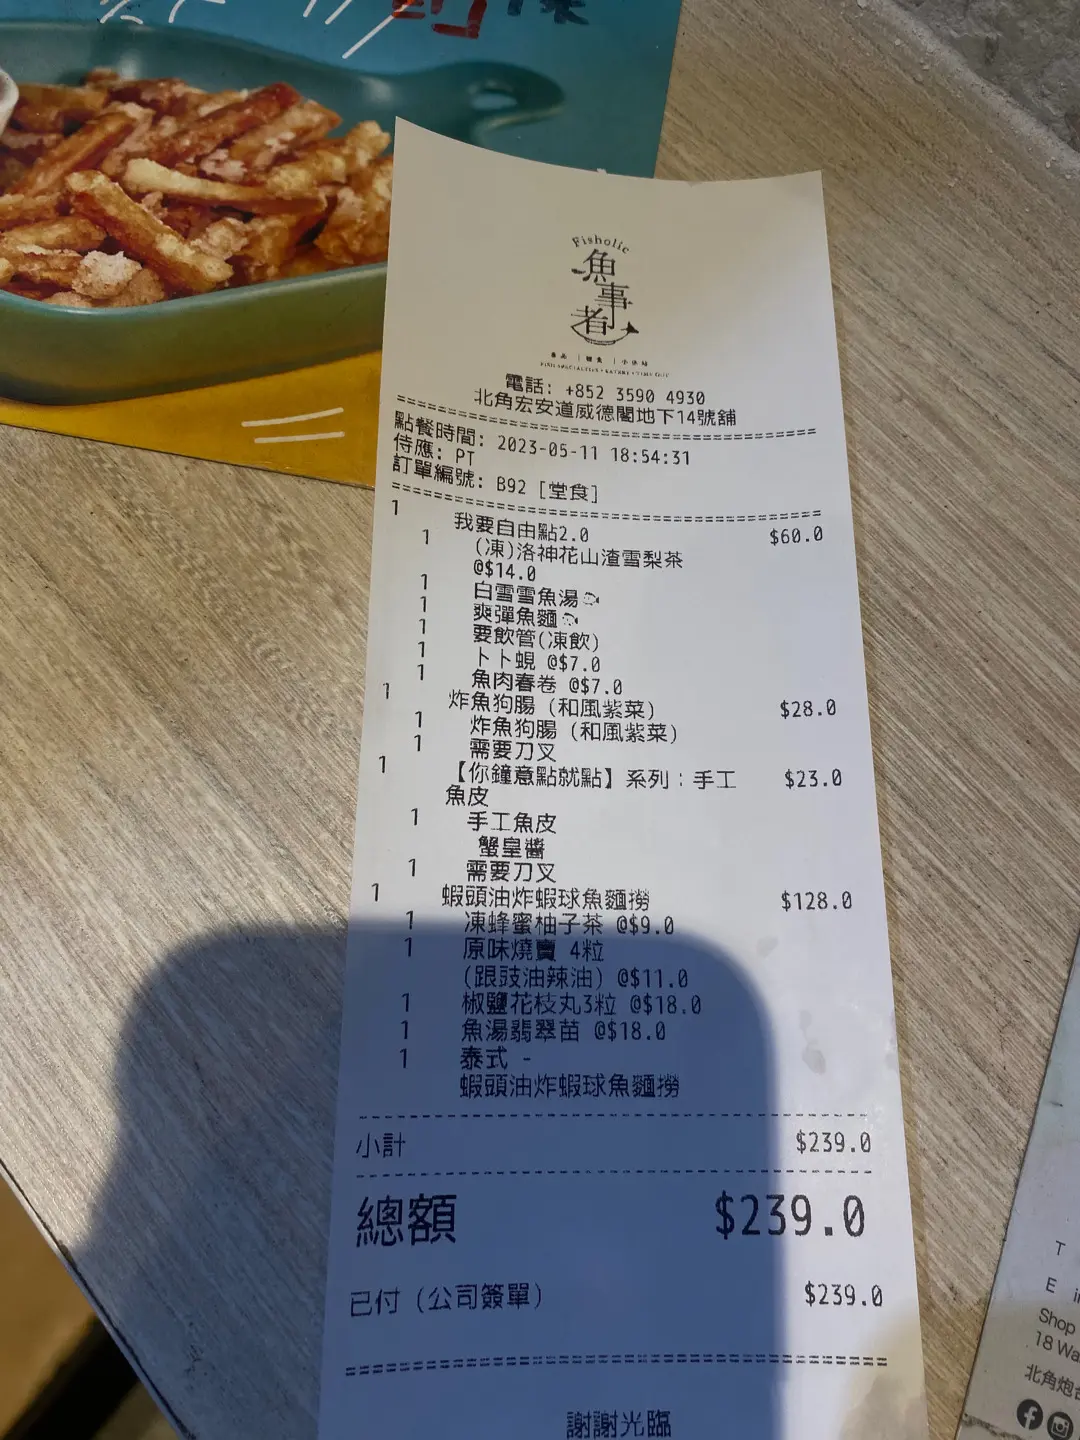 Fisholic
魚事者
電話: +852 3590 4930
北角宏安道威德閣地下14號舖
點餐時間: 2023-05-11 18:54:31
侍應: PT
訂單編號: B92 [堂食]
1 我要自由點2.0 $60.0
1 (凍)洛神花山渣雪梨茶
@$14.0
1 白雪雪魚湯
1 爽彈魚麵
1 要飲管(凍飲)
1 卜卜蜆 @$7.0
1 魚肉春卷 @$7.0
1 炸魚狗腸 (和風紫菜) $28.0
1 炸魚狗腸 (和風紫菜)
1 需要刀叉
1 【你鐘意點就點】系列：手工 $23.0
魚皮
1 手工魚皮
蟹皇醬
1 需要刀叉
1 蝦頭油炸蝦球魚麵撈 $128.0
1 凍蜂蜜柚子茶 @$9.0
1 原味燒賣 4粒
(跟豉油辣油) @$11.0
1 椒鹽花枝丸3粒 @$18.0
1 魚湯翡翠苗 @$18.0
1 泰式 -
蝦頭油炸蝦球魚麵撈
小計 $239.0
總額 $239.0
已付 (公司簽單) $239.0
謝謝光臨
T
E
Shop
18 Wa
北角炮